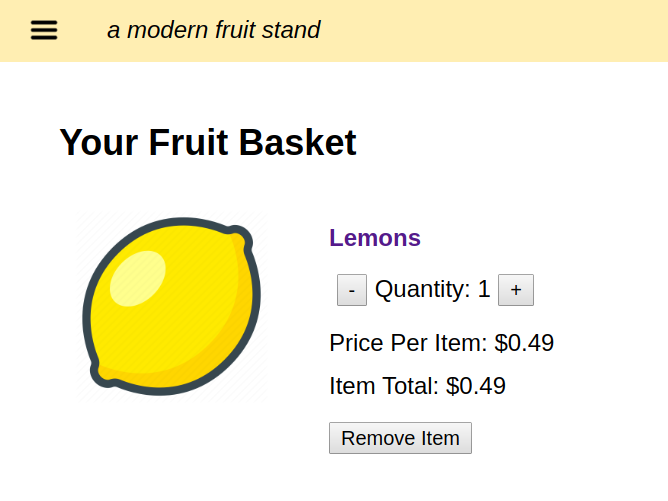 a modern fruit stand
Your Fruit Basket
Lemons
- Quantity: 1 +
Price Per Item: $0.49
Item Total: $0.49
Remove Item